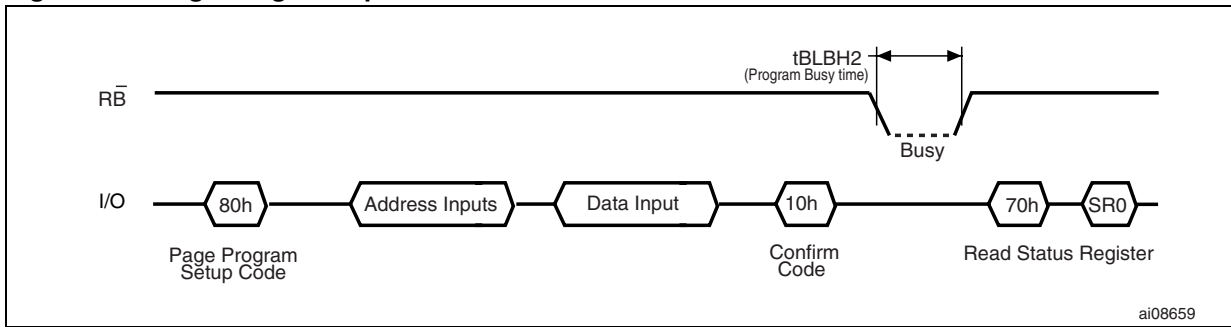 tBLBH2
(Program Busy time)
RB̅
Busy
I/O
80h
Address Inputs
Data Input
10h
70h
SR0
Page Program
Setup Code
Confirm
Code
Read Status Register
ai08659